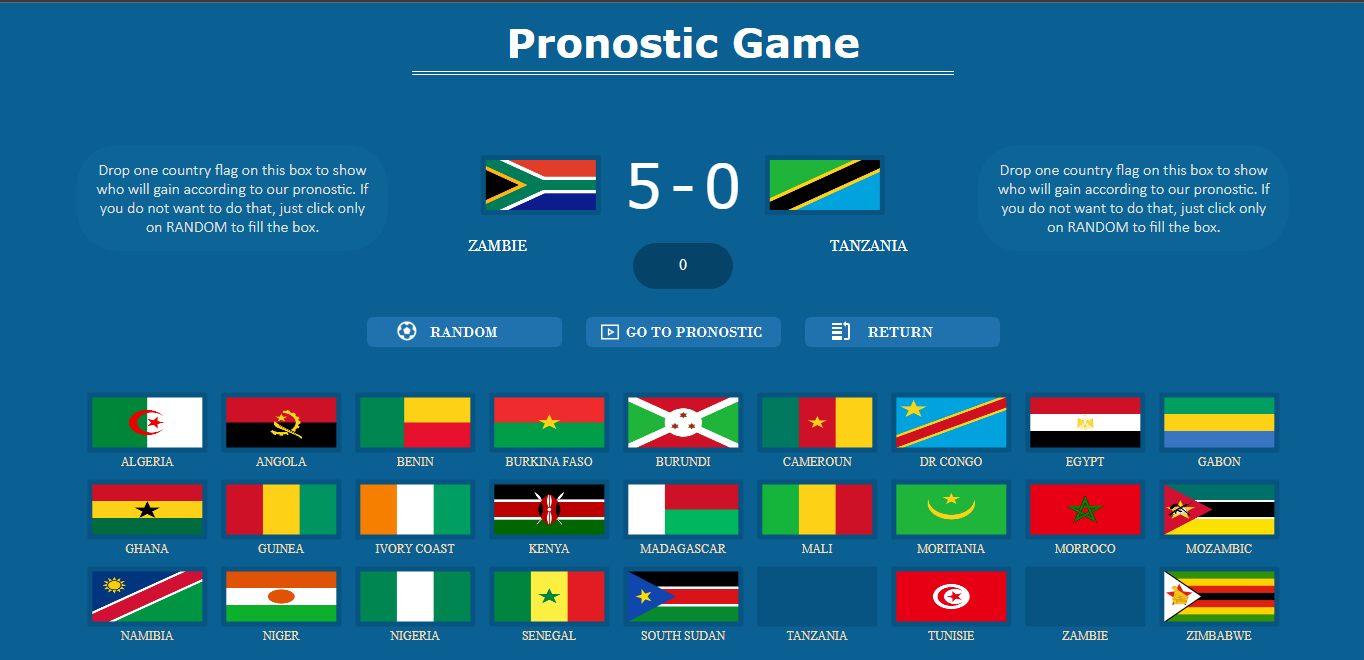 Pronostic Game
Drop one country flag on this box to show
who will gain according to our pronostic. If
you do not want to do that, just click only
on RANDOM to fill the box.
5-0
ZAMBIE
TANZANIA
0
Drop one country flag on this box to show
who will gain according to our pronostic. If
you do not want to do that, just click only
on RANDOM to fill the box.
RANDOM
GO TO PRONOSTIC
RETURN
ALGERIA
ANGOLA
BENIN
BURKINA FASO
BURUNDI
CAMEROUN
DR CONGO
EGYPT
GABON
GHANA
GUINEA
IVORY COAST
KENYA
MADAGASCAR
MALI
MORITANIA
MORROCO
MOZAMBIC
NAMIBIA
NIGER
NIGERIA
SENEGAL
SOUTH SUDAN
TANZANIA
TUNISIE
ZAMBIE
ZIMBABWE